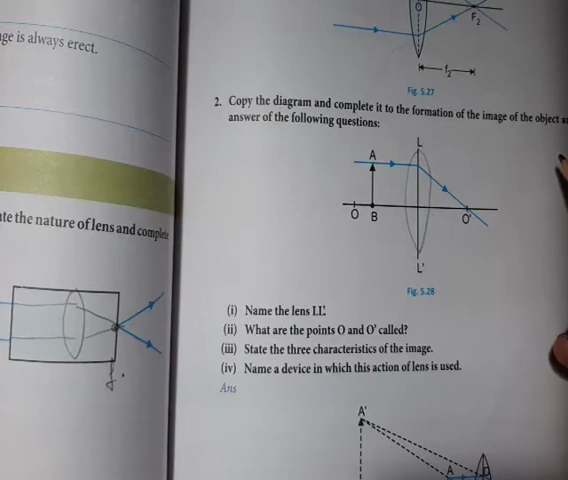 ge is always erect.
te the nature of lens and complete
f.
O
F2
f2
Fig. 5.27
2. Copy the diagram and complete it to the formation of the image of the object a
answer of the following questions:
L
A
O B O'
L'
Fig. 5.28
(i) Name the lens LL'.
(ii) What are the points O and O' called?
(iii) State the three characteristics of the image.
(iv) Name a device in which this action of lens is used.
Ans
A'
A